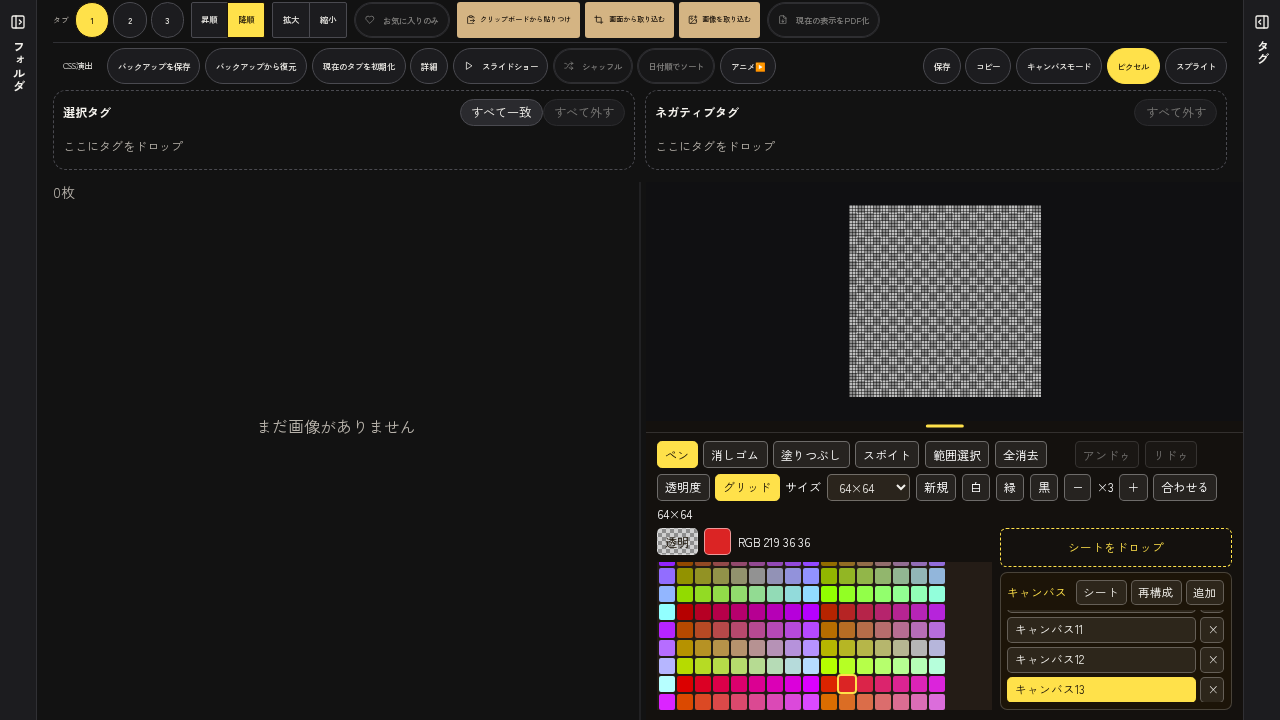 タブ 1 2 3 昇順 降順 拡大 縮小 お気に入りのみ クリップボードから貼りつけ 画面から取り込む 画像を取り込む 現在の表示をPDF化
CSS演出 バックアップを保存 バックアップから復元 現在のタブを初期化 詳細 スライドショー シャッフル 日付順でソート アニメ▶️ 保存 コピー キャンバスモード ピクセル スプライト
フォルダ
タグ
選択タグ すべて一致 すべて外す
ここにタグをドロップ
ネガティブタグ すべて外す
ここにタグをドロップ
0枚
まだ画像がありません
ペン 消しゴム 塗りつぶし スポイト 範囲選択 全消去 アンドゥ リドゥ
透明度 グリッド サイズ 64×64 新規 白 緑 黒 − ×3 + 合わせる
64×64
透明 RGB 219 36 36
シートをドロップ
キャンバス シート 再構成 追加
キャンバス11 ×
キャンバス12 ×
キャンバス13 ×